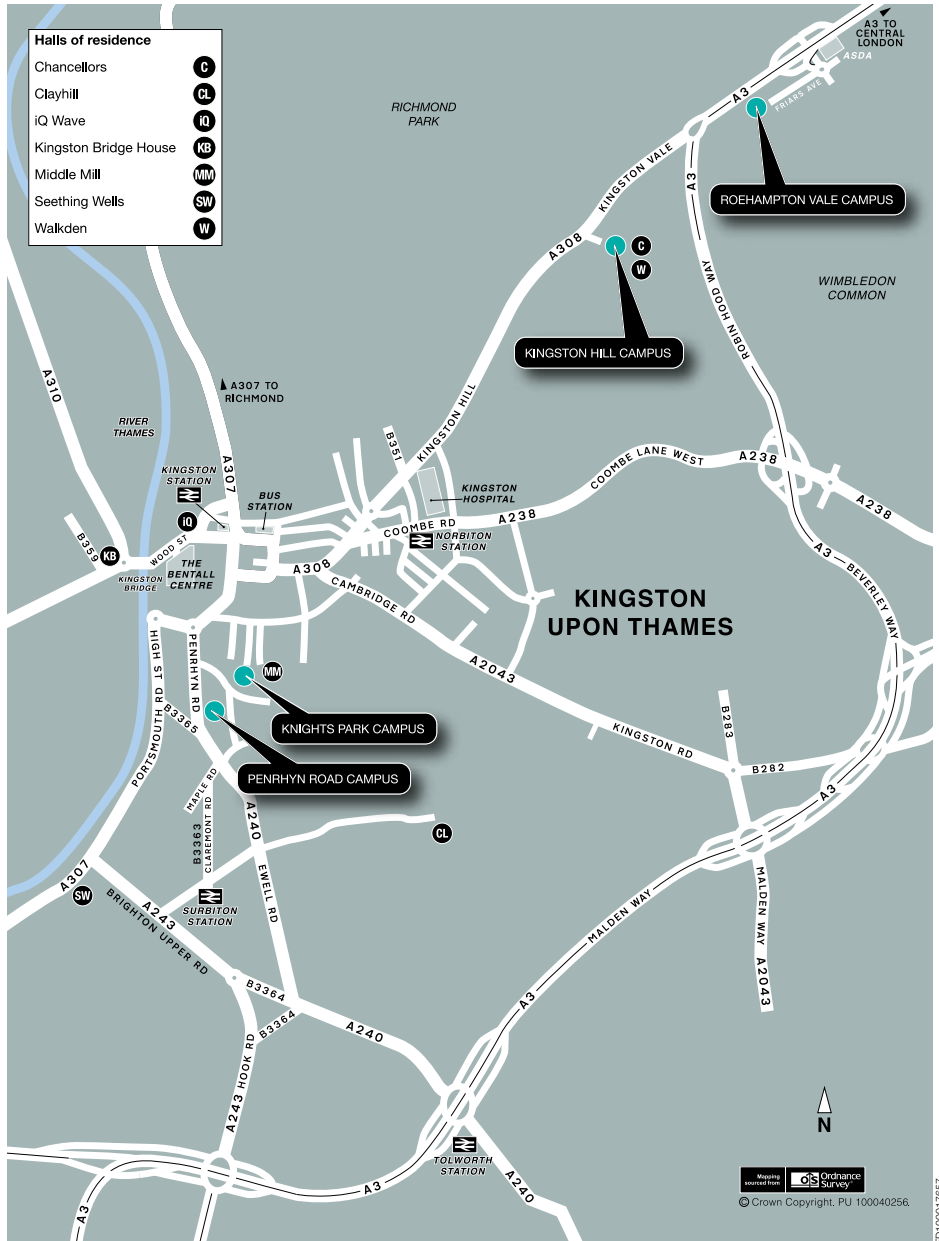 Halls of residence
Chancellors C
Clayhill CL
iQ Wave iQ
Kingston Bridge House KB
Middle Mill MM
Seething Wells SW
Walkden W
A3 TO
CENTRAL
LONDON
ASDA
FRIARS AVE
A3
RICHMOND
PARK
KINGSTON VALE
A3
ROEHAMPTON VALE CAMPUS
A308
C
W
ROBIN HOOD WAY
WIMBLEDON
COMMON
KINGSTON HILL CAMPUS
A310
A307 TO
RICHMOND
RIVER
THAMES
KINGSTON HILL
B351
A307
COOMBE LANE WEST
A238
KINGSTON
STATION
BUS
STATION
KINGSTON
HOSPITAL
A238
iQ
COOMBE RD
A238
NORBITON
STATION
B359
KB
WOOD ST
KINGSTON
BRIDGE
THE
BENTALL
CENTRE
A308
CAMBRIDGE RD
A3
BEVERLEY WAY
KINGSTON
UPON THAMES
HIGH ST
PENRHYN RD
A2043
MM
PORTSMOUTH RD
B3365
KNIGHTS PARK CAMPUS
B283
KINGSTON RD
B282
PENRHYN ROAD CAMPUS
MAPLE RD
A3
A240
B3363
CLAREMONT RD
CL
A307
SW
EWELL RD
MALDEN WAY
MALDEN WAY
A2043
SURBITON
STATION
A243
BRIGHTON UPPER RD
B3364
A3
B3364
A240
A243 HOOK RD
N
TOLWORTH
STATION
A3
A240
A3
Mapping
sourced from
OS Ordnance
Survey
© Crown Copyright. PU 100040256.